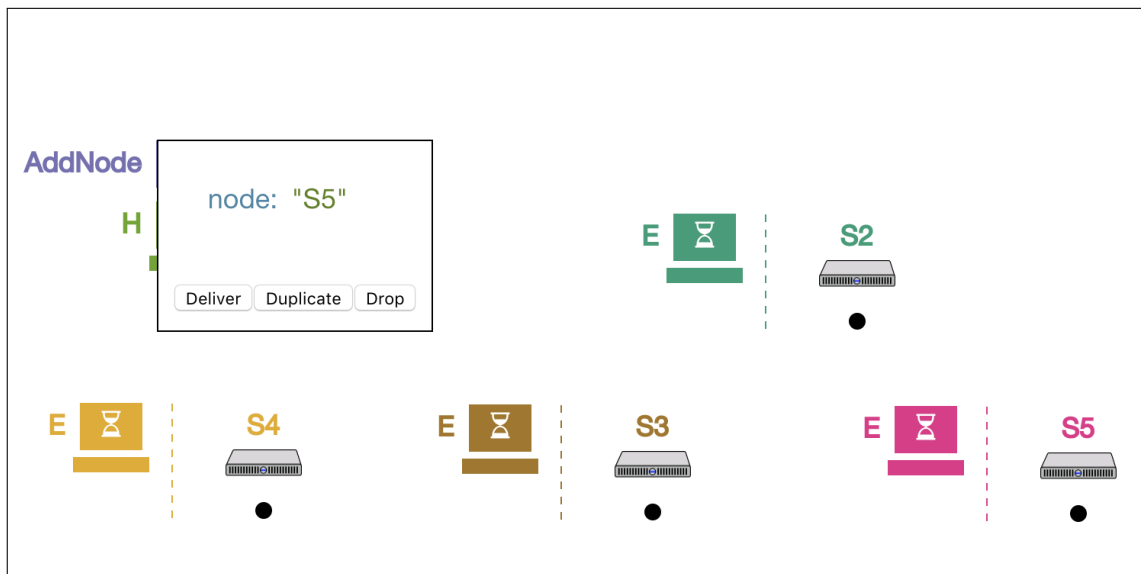 AddNode
node: "S5"
H
Deliver Duplicate Drop
E S2
E S4 E S3 E S5